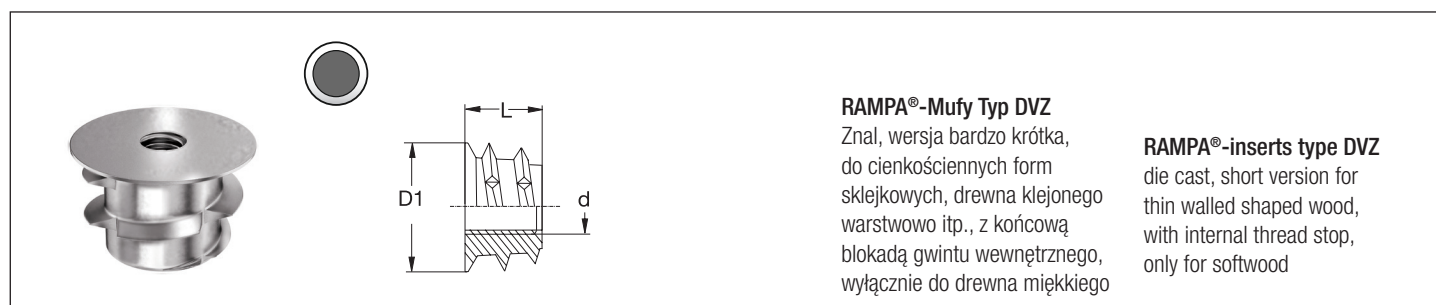 L
D1
d
RAMPA®-Mufy Typ DVZ
Znal, wersja bardzo krótka,
do cienkościennych form
sklejkowych, drewna klejonego
warstwowo itp., z końcową
blokadą gwintu wewnętrznego,
wyłącznie do drewna miękkiego
RAMPA®-inserts type DVZ
die cast, short version for
thin walled shaped wood,
with internal thread stop,
only for softwood